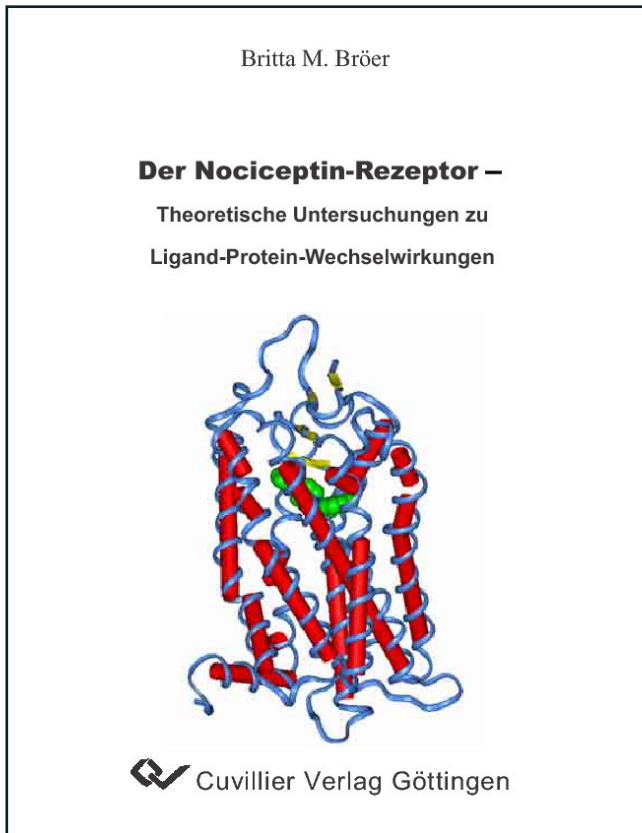 Britta M. Bröer
Der Nociceptin-Rezeptor –
Theoretische Untersuchungen zu
Ligand-Protein-Wechselwirkungen
Cuvillier Verlag Göttingen